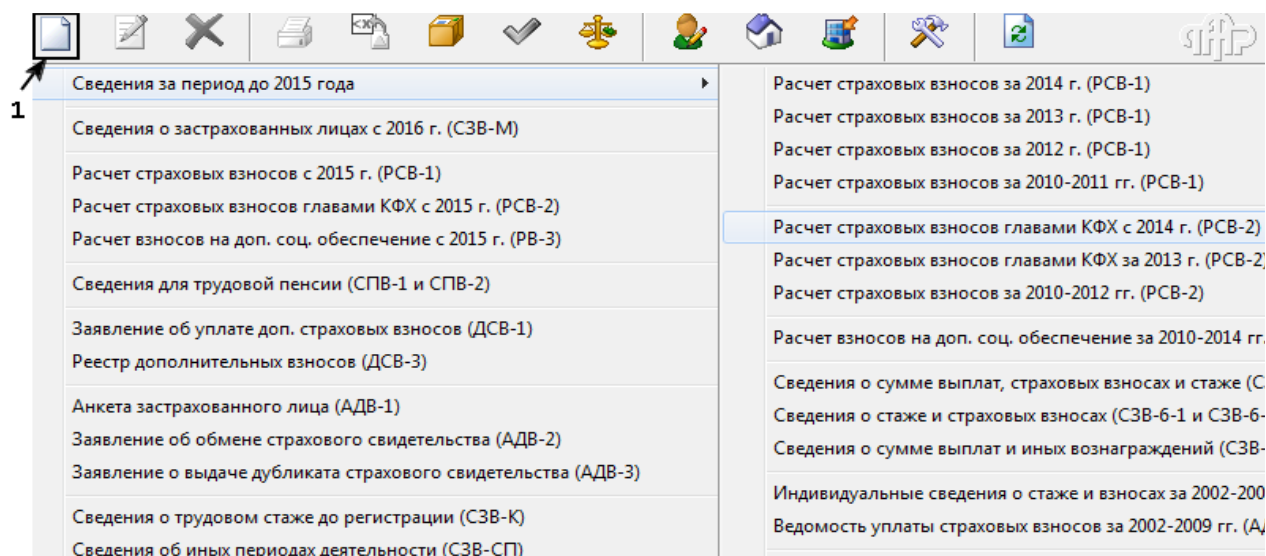 1
Сведения за период до 2015 года
Сведения о застрахованных лицах с 2016 г. (СЗВ-М)
Расчет страховых взносов с 2015 г. (РСВ-1)
Расчет страховых взносов главами КФХ с 2015 г. (РСВ-2)
Расчет взносов на доп. соц. обеспечение с 2015 г. (РВ-3)
Сведения для трудовой пенсии (СПВ-1 и СПВ-2)
Заявление об уплате доп. страховых взносов (ДСВ-1)
Реестр дополнительных взносов (ДСВ-3)
Анкета застрахованного лица (АДВ-1)
Заявление об обмене страхового свидетельства (АДВ-2)
Заявление о выдаче дубликата страхового свидетельства (АДВ-3)
Сведения о трудовом стаже до регистрации (СЗВ-К)
Сведения об иных периодах деятельности (СЗВ-СП)
Расчет страховых взносов за 2014 г. (РСВ-1)
Расчет страховых взносов за 2013 г. (РСВ-1)
Расчет страховых взносов за 2012 г. (РСВ-1)
Расчет страховых взносов за 2010-2011 гг. (РСВ-1)
Расчет страховых взносов главами КФХ с 2014 г. (РСВ-2)
Расчет страховых взносов главами КФХ за 2013 г. (РСВ-2)
Расчет страховых взносов за 2010-2012 гг. (РСВ-2)
Расчет взносов на доп. соц. обеспечение за 2010-2014 гг.
Сведения о сумме выплат, страховых взносах и стаже (С
Сведения о стаже и страховых взносах (СЗВ-6-1 и СЗВ-6-
Сведения о сумме выплат и иных вознаграждений (СЗВ-
Индивидуальные сведения о стаже и взносах за 2002-200
Ведомость уплаты страховых взносов за 2002-2009 гг. (АД